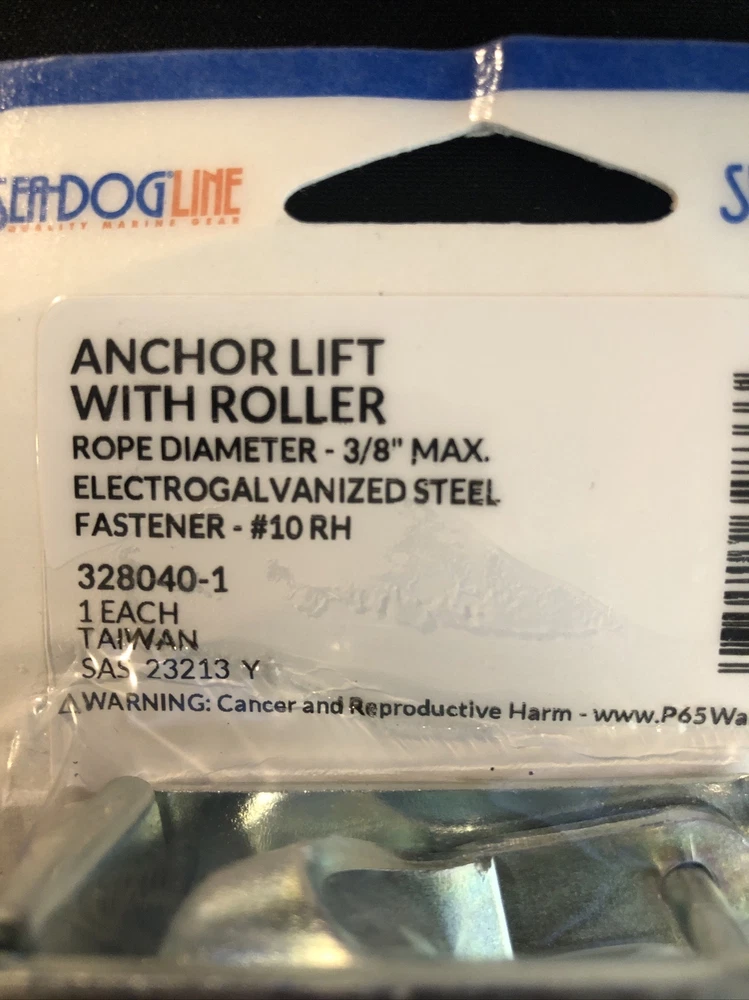 SEA-DOG LINE
QUALITY MARINE GEAR
ANCHOR LIFT
WITH ROLLER
ROPE DIAMETER - 3/8" MAX.
ELECTROGALVANIZED STEEL
FASTENER - #10 RH
328040-1
1 EACH
TAIWAN
SAS 23213 Y
⚠WARNING: Cancer and Reproductive Harm - www.P65Wa